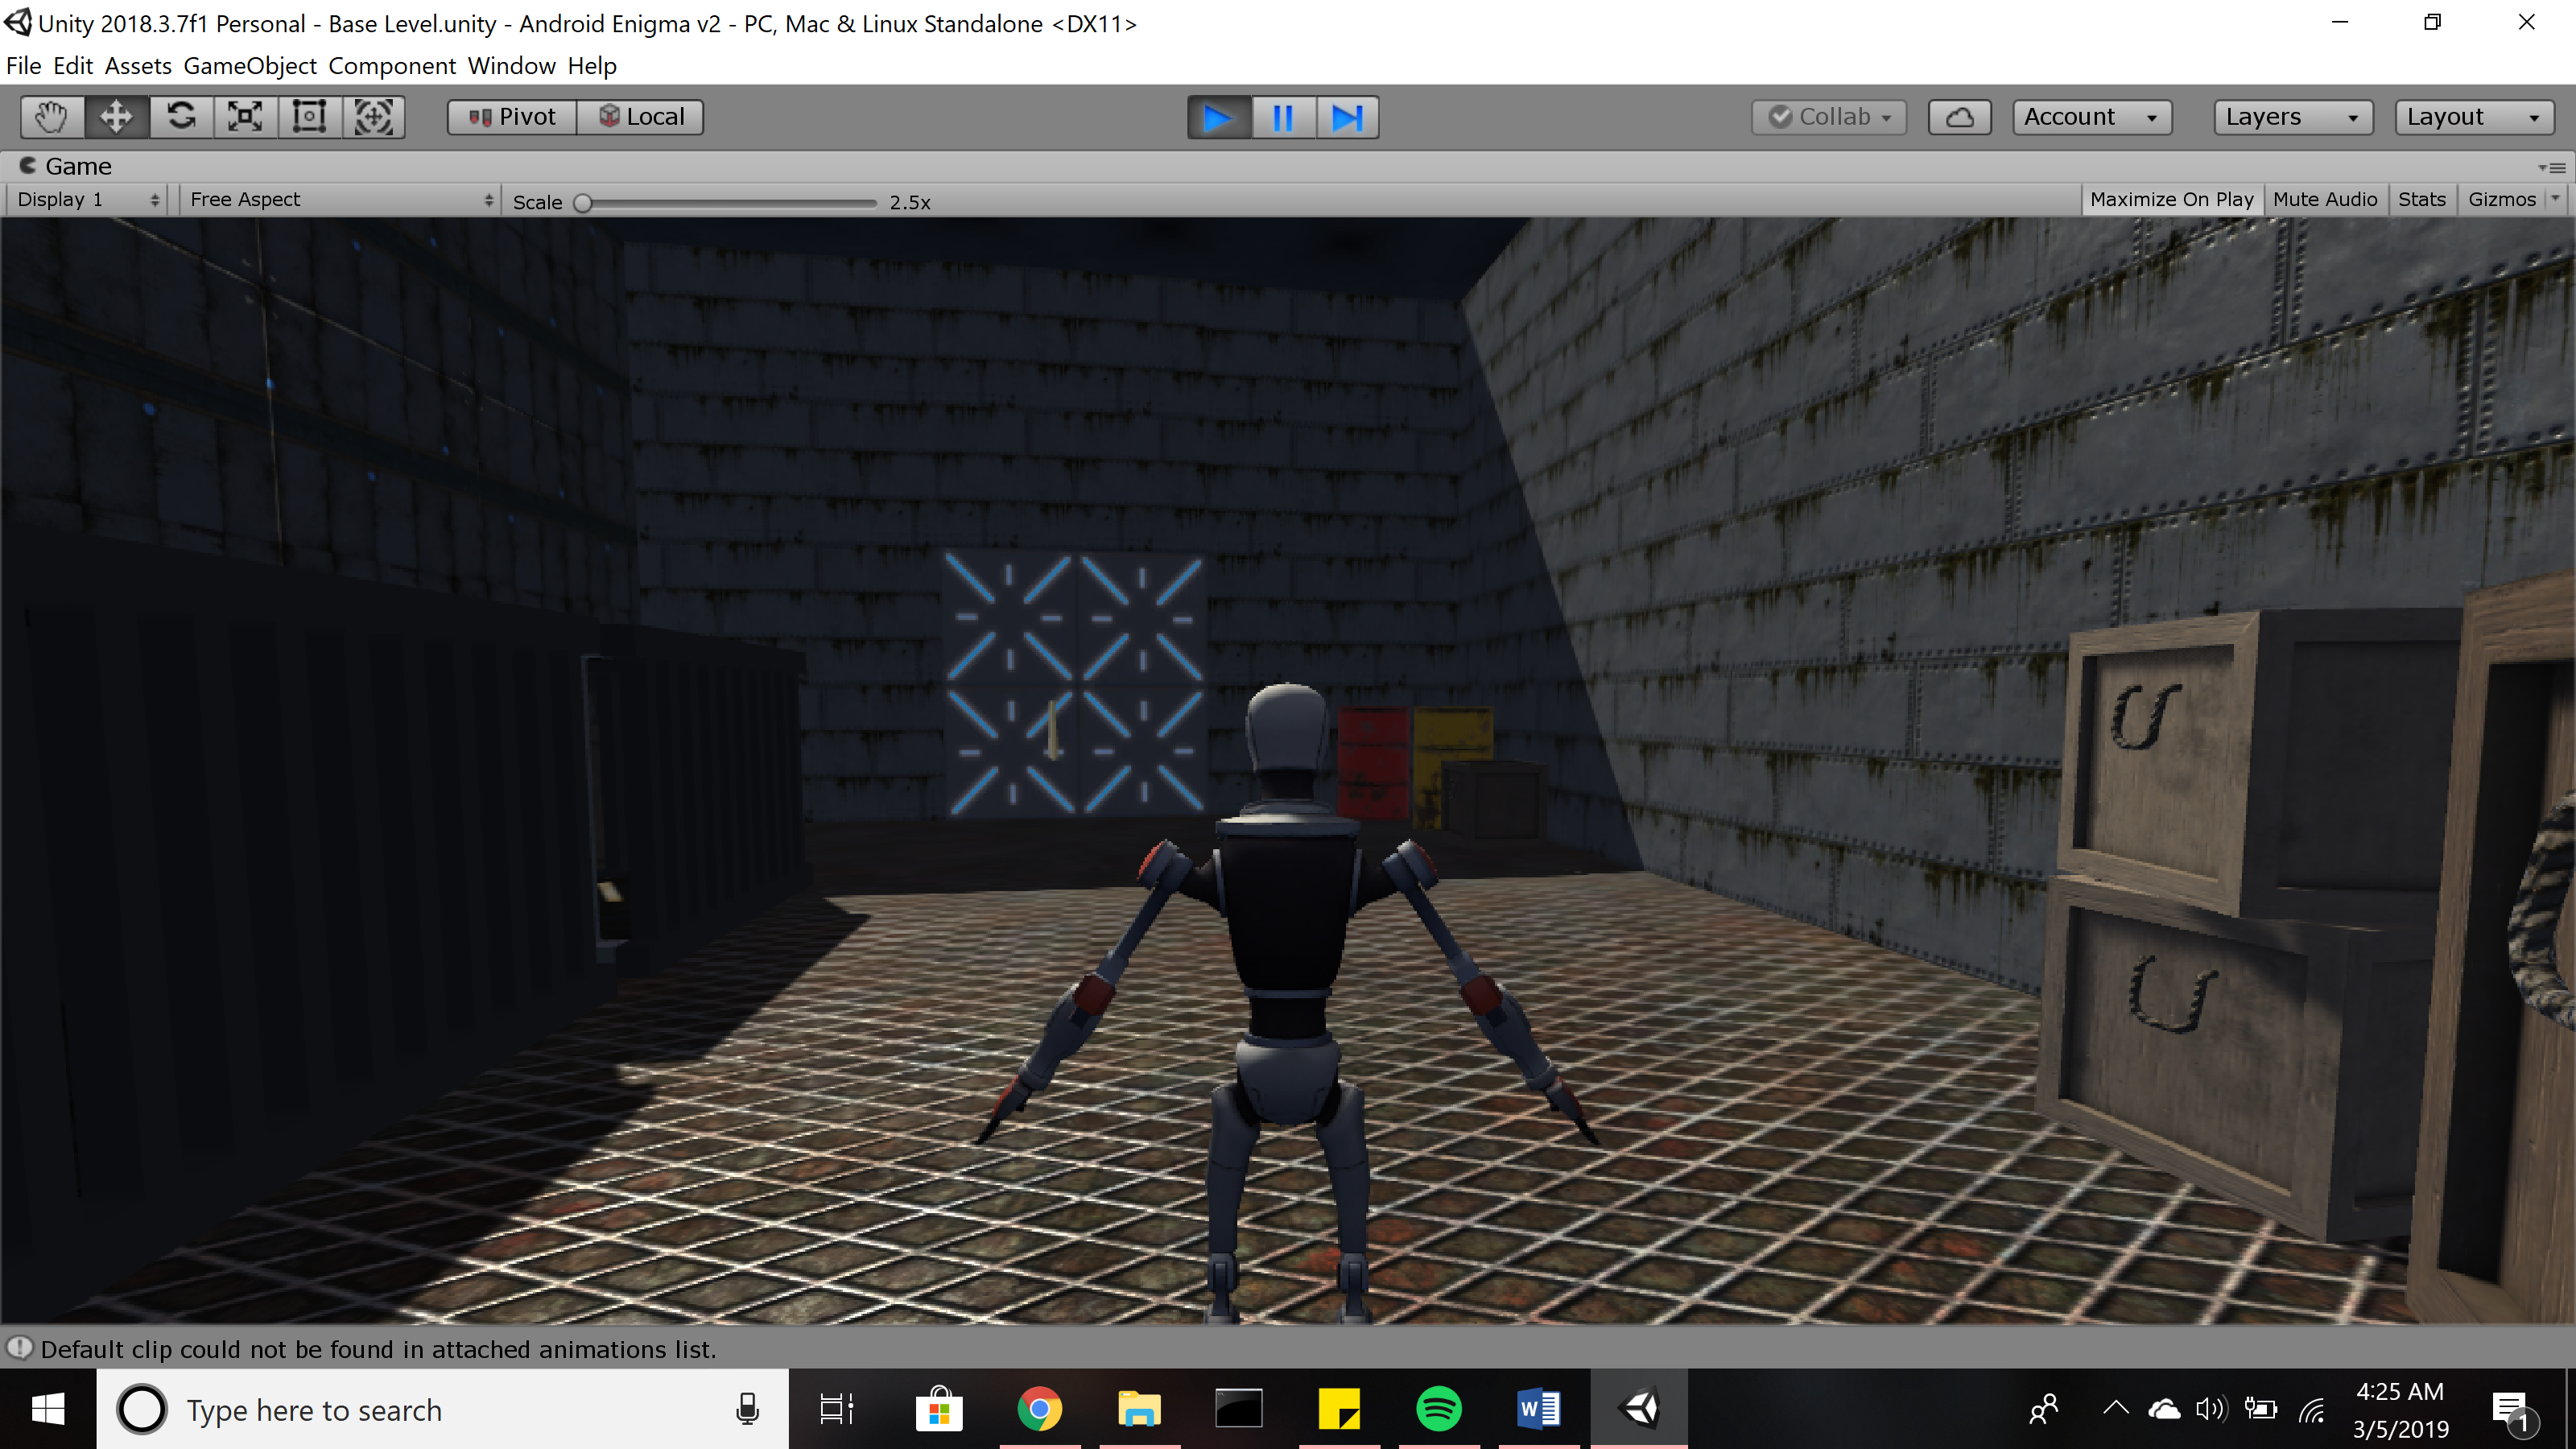 Unity 2018.3.7f1 Personal - Base Level.unity - Android Enigma v2 - PC, Mac & Linux Standalone <DX11>
File Edit Assets GameObject Component Window Help
Pivot Local Collab Account Layers Layout
Game
Display 1 Free Aspect Scale 2.5x Maximize On Play Mute Audio Stats Gizmos
Default clip could not be found in attached animations list.
Type here to search
W
4:25 AM
3/5/2019
1